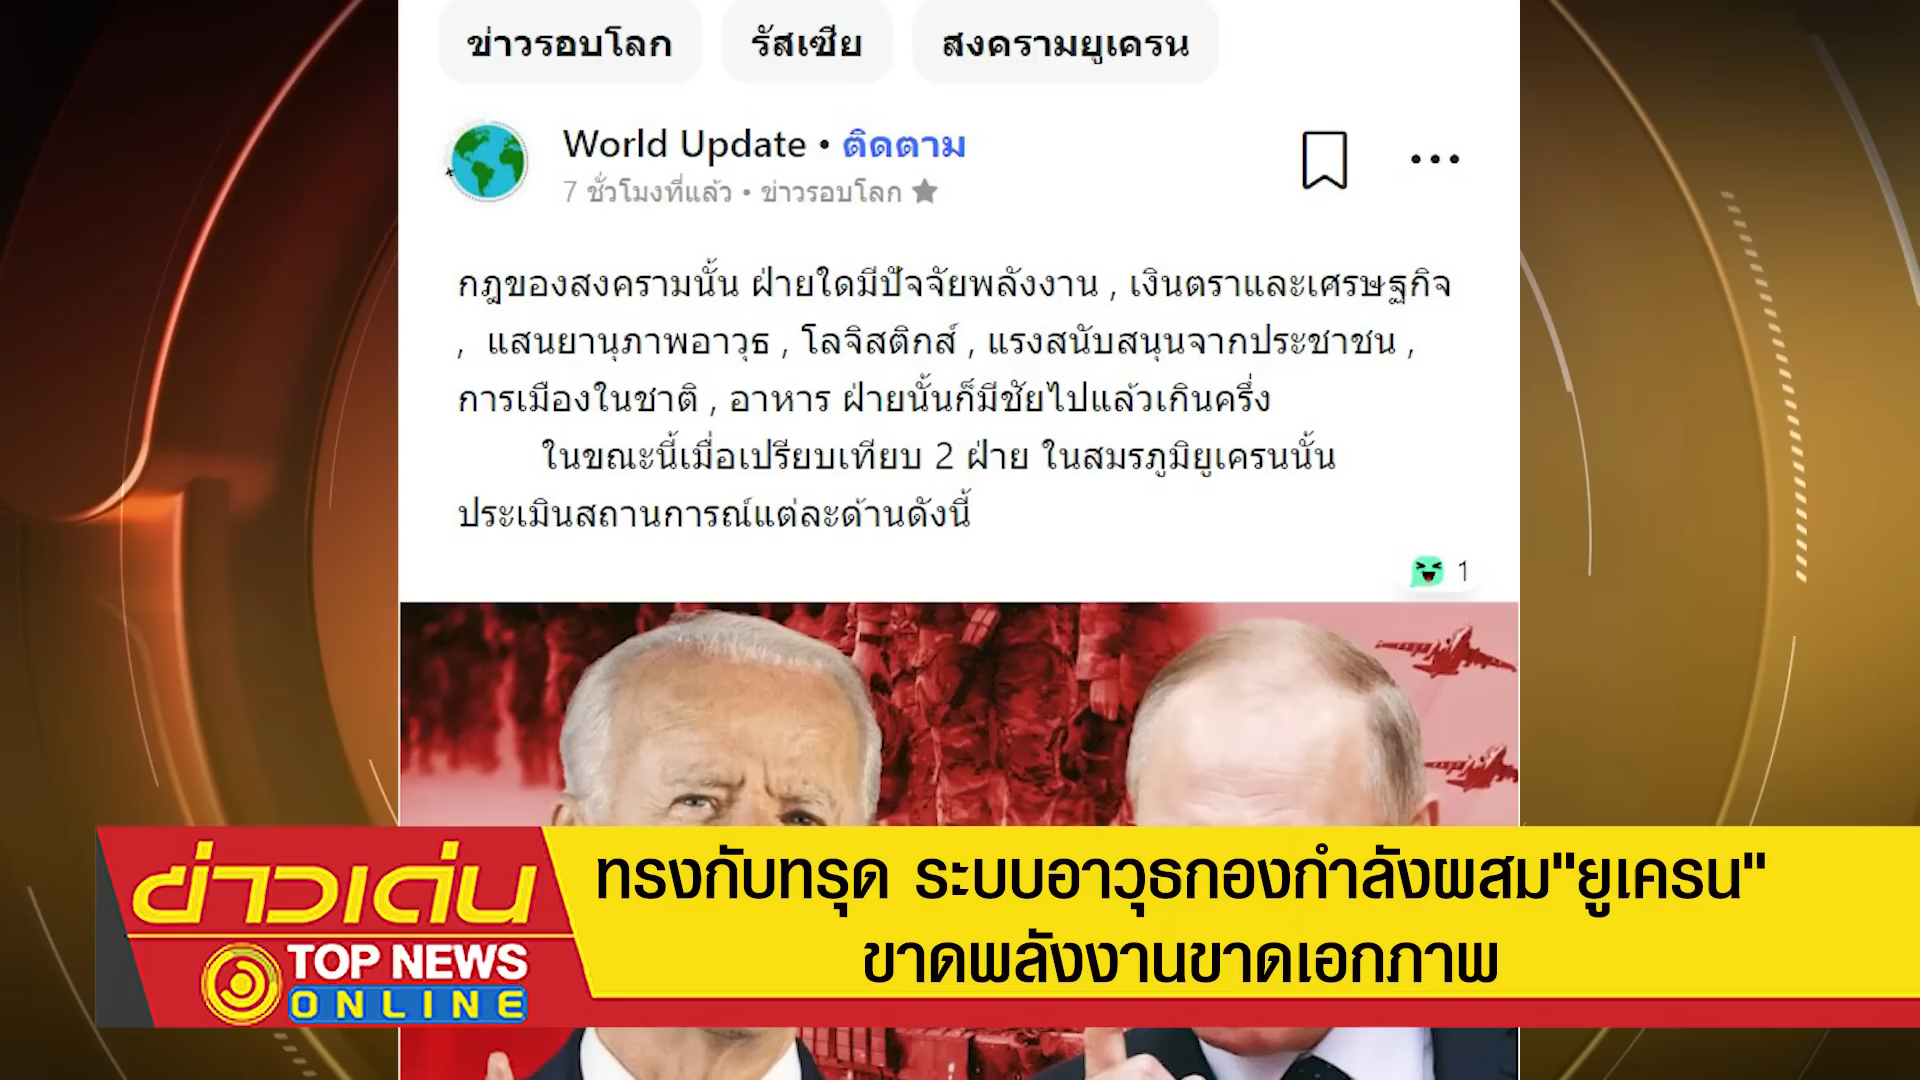 ข่าวรอบโลก รัสเซีย สงครามยูเครน
World Update • ติดตาม
7 ชั่วโมงที่แล้ว • ข่าวรอบโลก
กฎของสงครามนั้น ฝ่ายใดมีปัจจัยพลังงาน , เงินตราและเศรษฐกิจ
, แสนยานุภาพอาวุธ , โลจิสติกส์ , แรงสนับสนุนจากประชาชน ,
การเมืองในชาติ , อาหาร ฝ่ายนั้นก็มีชัยไปแล้วเกินครึ่ง
ในขณะนี้เมื่อเปรียบเทียบ 2 ฝ่าย ในสมรภูมิยูเครนนั้น
ประเมินสถานการณ์แต่ละด้านดังนี้
1
ข่าวเด่น
TOP NEWS
ONLINE
ทรงกับทรุด ระบบอาวุธกองกำลังผสม"ยูเครน"
ขาดพลังงานขาดเอกภาพ